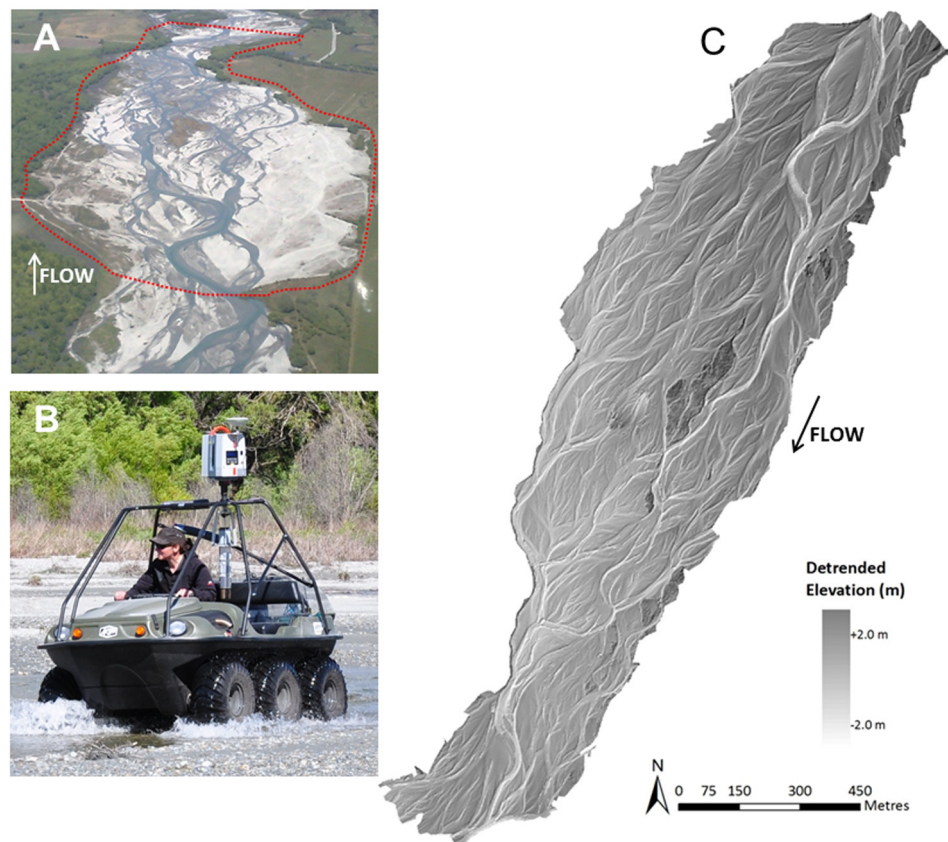 A
FLOW
B
C
FLOW
Detrended
Elevation (m)
+2.0 m
-2.0 m
N
0 75 150 300 450
Metres